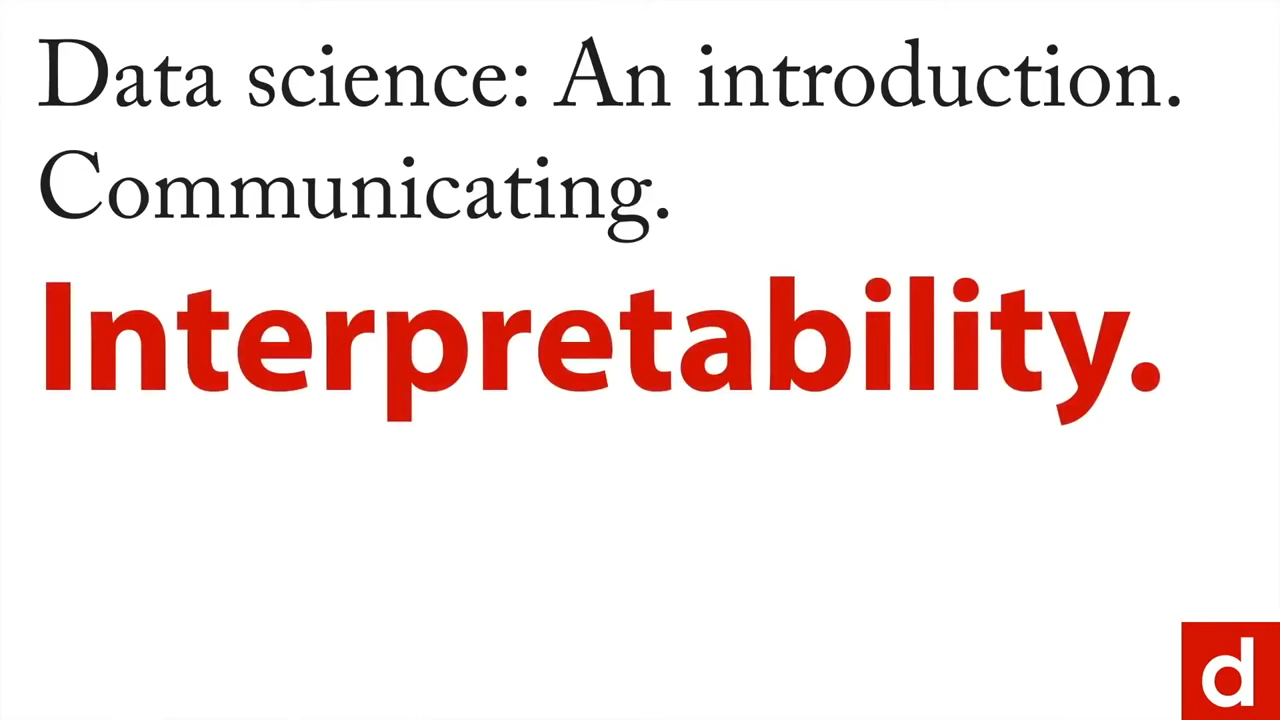 Data science: An introduction.
Communicating.
Interpretability.
d